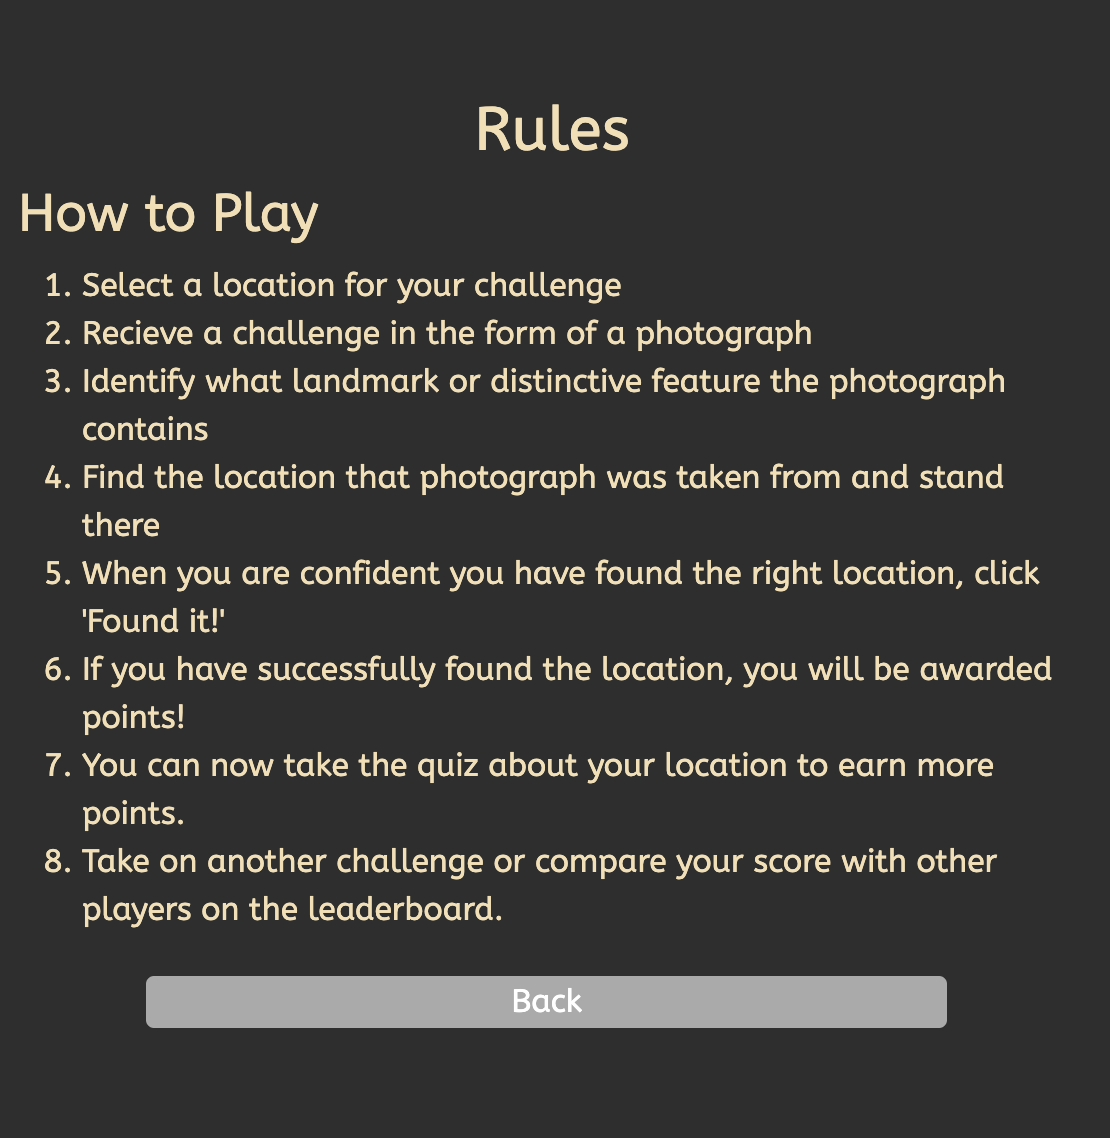 Rules
How to Play
1. Select a location for your challenge
2. Recieve a challenge in the form of a photograph
3. Identify what landmark or distinctive feature the photograph
contains
4. Find the location that photograph was taken from and stand
there
5. When you are confident you have found the right location, click
'Found it!'
6. If you have successfully found the location, you will be awarded
points!
7. You can now take the quiz about your location to earn more
points.
8. Take on another challenge or compare your score with other
players on the leaderboard.
Back